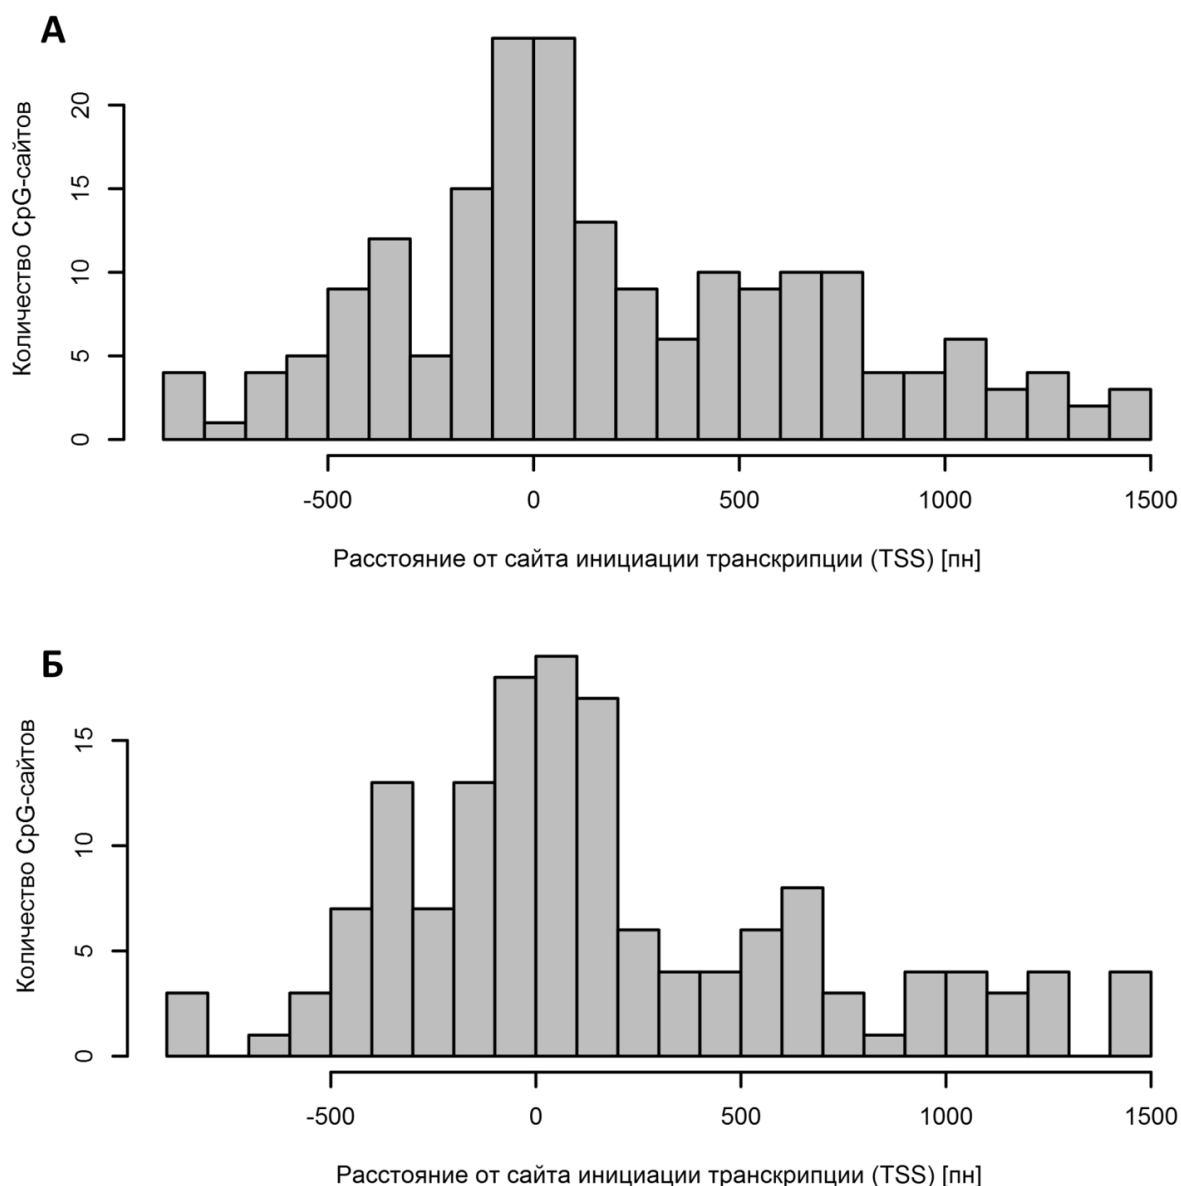 А
Количество CpG-сайтов
20
15
10
5
0
-500 0 500 1000 1500
Расстояние от сайта инициации транскрипции (TSS) [пн]
Б
Количество CpG-сайтов
15
10
5
0
-500 0 500 1000 1500
Расстояние от сайта инициации транскрипции (TSS) [пн]